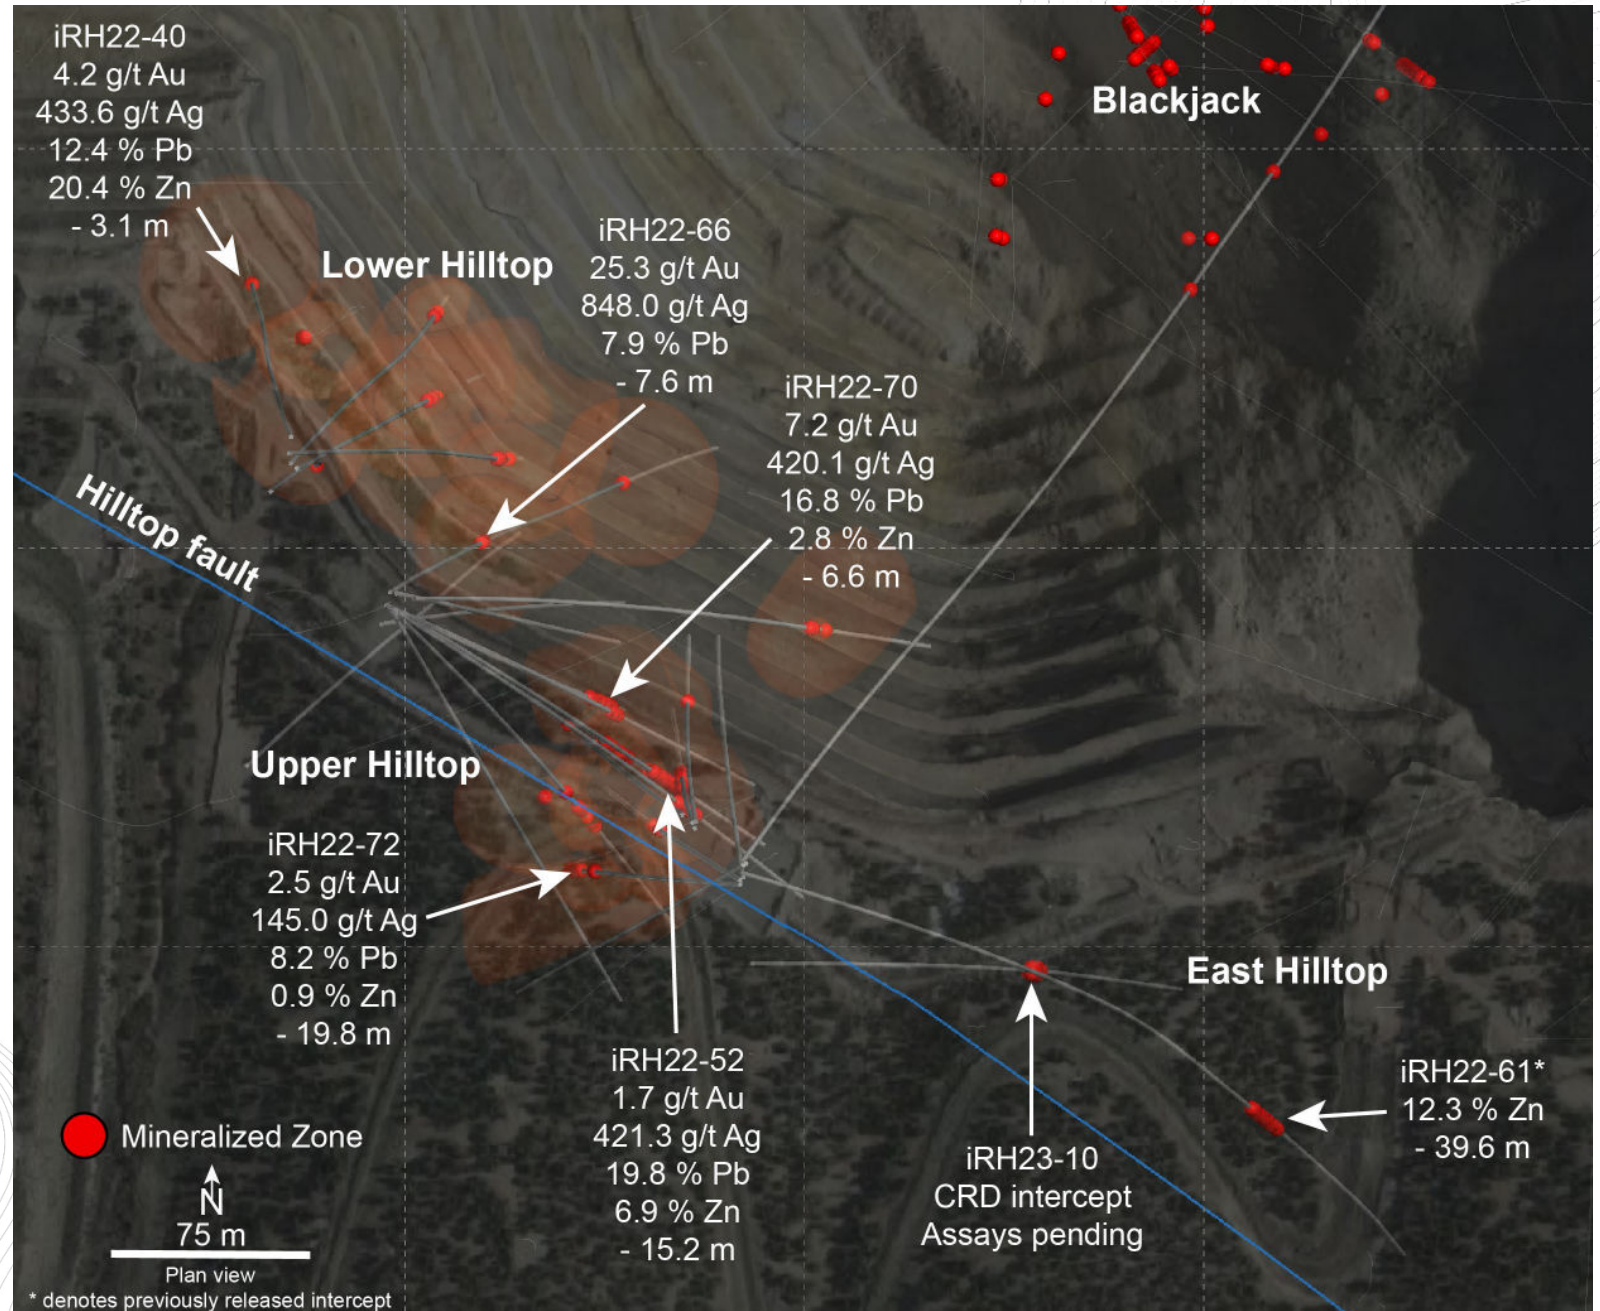 iRH22-40
4.2 g/t Au
433.6 g/t Ag
12.4 % Pb
20.4 % Zn
- 3.1 m
Blackjack
Lower Hilltop
iRH22-66
25.3 g/t Au
848.0 g/t Ag
7.9 % Pb
- 7.6 m
iRH22-70
7.2 g/t Au
420.1 g/t Ag
16.8 % Pb
2.8 % Zn
- 6.6 m
Hilltop fault
Upper Hilltop
iRH22-72
2.5 g/t Au
145.0 g/t Ag
8.2 % Pb
0.9 % Zn
- 19.8 m
iRH22-52
1.7 g/t Au
421.3 g/t Ag
19.8 % Pb
6.9 % Zn
- 15.2 m
East Hilltop
iRH23-10
CRD intercept
Assays pending
iRH22-61*
12.3 % Zn
- 39.6 m
Mineralized Zone
N
75 m
Plan view
* denotes previously released intercept